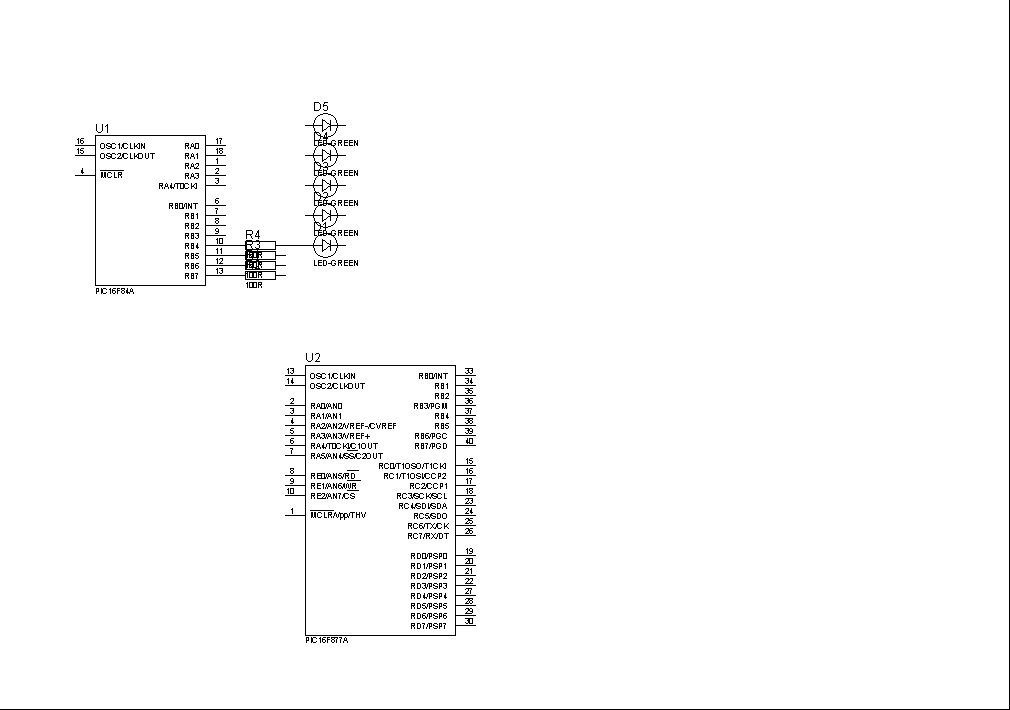 D5
LED-GREEN
D4
LED-GREEN
D3
LED-GREEN
D2
LED-GREEN
D1
LED-GREEN
U1
16 OSC1/CLKIN RA0 17
15 OSC2/CLKOUT RA1 18
RA2 1
4 MCLR RA3 2
RA4/T0CKI 3
RB0/INT 6
RB1 7
RB2 8
RB3 9
RB4 10
RB5 11
RB6 12
RB7 13
PIC16F84A
R4
R3
100R
100R
U2
13 OSC1/CLKIN RB0/INT 33
14 OSC2/CLKOUT RB1 34
RB2 35
2 RA0/AN0 RB3/PGM 36
3 RA1/AN1 RB4 37
4 RA2/AN2/VREF-/CVREF RB5 38
5 RA3/AN3/VREF+ RB6/PGC 39
6 RA4/T0CKI/C1OUT RB7/PGD 40
7 RA5/AN4/SS/C2OUT
RC0/T1OSO/T1CKI 15
8 RE0/AN5/RD RC1/T1OSI/CCP2 16
9 RE1/AN6/WR RC2/CCP1 17
10 RE2/AN7/CS RC3/SCK/SCL 18
RC4/SDI/SDA 23
1 MCLR/Vpp/THV RC5/SDO 24
RC6/TX/CK 25
RC7/RX/DT 26
RD0/PSP0 19
RD1/PSP1 20
RD2/PSP2 21
RD3/PSP3 22
RD4/PSP4 27
RD5/PSP5 28
RD6/PSP6 29
RD7/PSP7 30
PIC16F877A